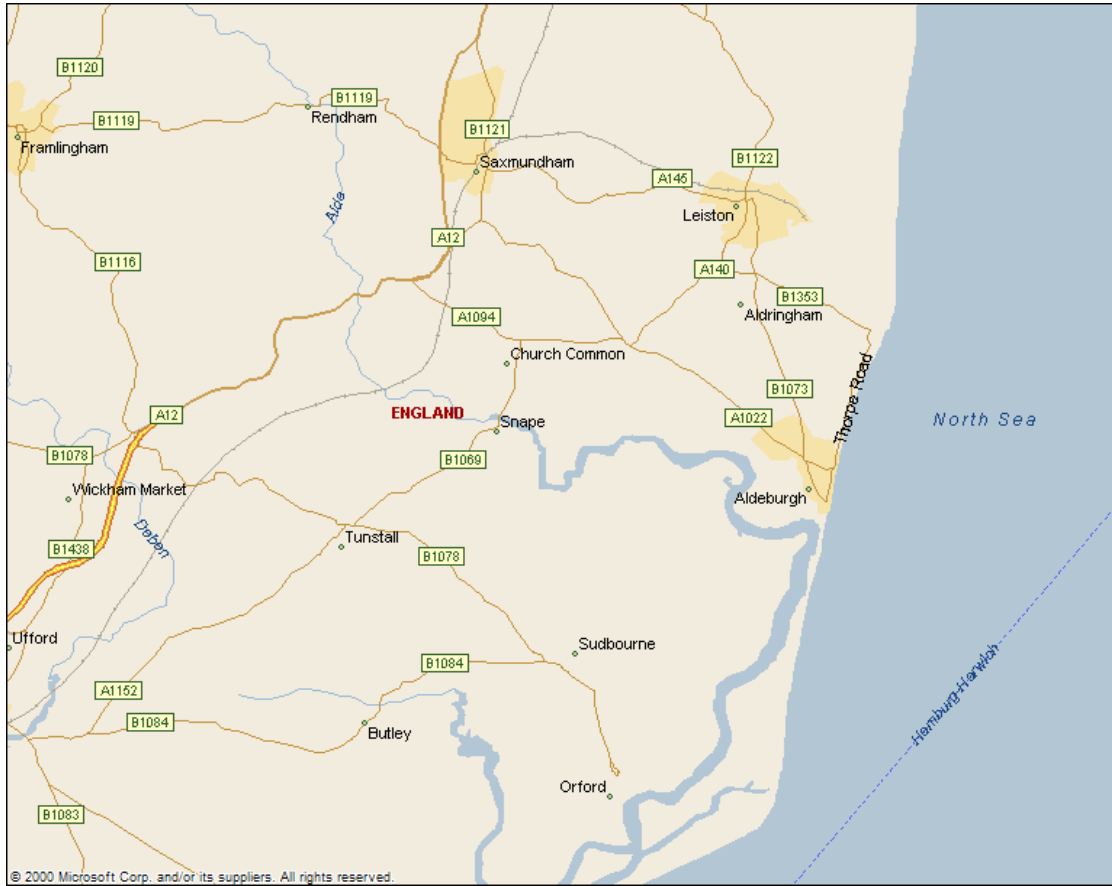 B1120
B1119
Rendham
B1119
Framlingham
B1121
Saxmundham
B1122
A145
Leiston
Alde
A12
B1116
A140
B1353
Aldringham
A1094
Church Common
Thorpe Road
B1073
A1022
ENGLAND
A12
Snape
North Sea
B1078
B1069
Wickham Market
Aldeburgh
Deben
Tunstall
B1438
B1078
Ufford
Sudbourne
B1084
Hamburg-Harwich
A1152
B1084
Butley
Orford
B1083
© 2000 Microsoft Corp. and/or its suppliers. All rights reserved.